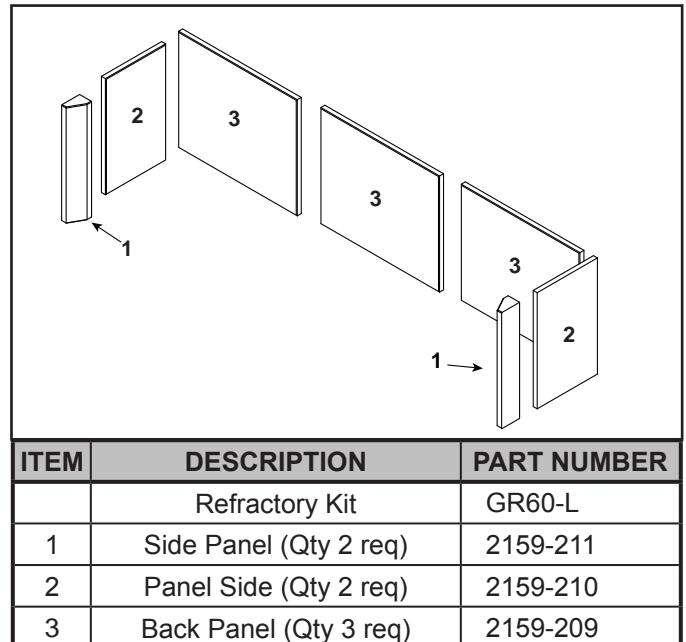 2
3
3
3
2
1
1
ITEM DESCRIPTION PART NUMBER
Refractory Kit GR60-L
1 Side Panel (Qty 2 req) 2159-211
2 Panel Side (Qty 2 req) 2159-210
3 Back Panel (Qty 3 req) 2159-209